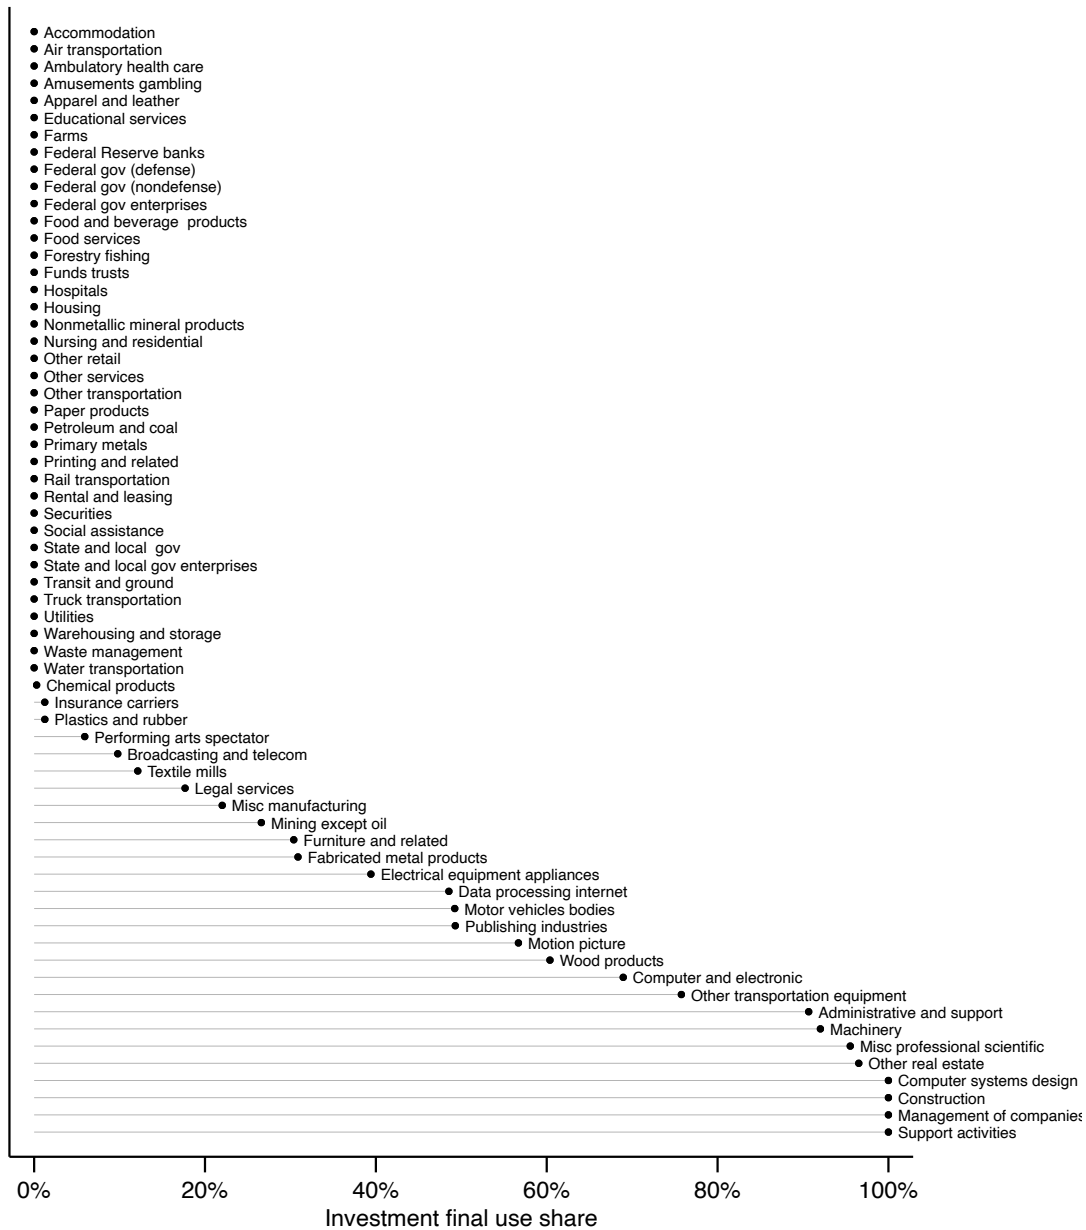 Accommodation
Air transportation
Ambulatory health care
Amusements gambling
Apparel and leather
Educational services
Farms
Federal Reserve banks
Federal gov (defense)
Federal gov (nondefense)
Federal gov enterprises
Food and beverage  products
Food services
Forestry fishing
Funds trusts
Hospitals
Housing
Nonmetallic mineral products
Nursing and residential
Other retail
Other services
Other transportation
Paper products
Petroleum and coal
Primary metals
Printing and related
Rail transportation
Rental and leasing
Securities
Social assistance
State and local  gov
State and local gov enterprises
Transit and ground
Truck transportation
Utilities
Warehousing and storage
Waste management
Water transportation
Chemical products
Insurance carriers
Plastics and rubber
Performing arts spectator
Broadcasting and telecom
Textile mills
Legal services
Misc manufacturing
Mining except oil
Furniture and related
Fabricated metal products
Electrical equipment appliances
Data processing internet
Motor vehicles bodies
Publishing industries
Motion picture
Wood products
Computer and electronic
Other transportation equipment
Administrative and support
Machinery
Misc professional scientific
Other real estate
Computer systems design
Construction
Management of companies
Support activities
0% 20% 40% 60% 80% 100%
Investment final use share